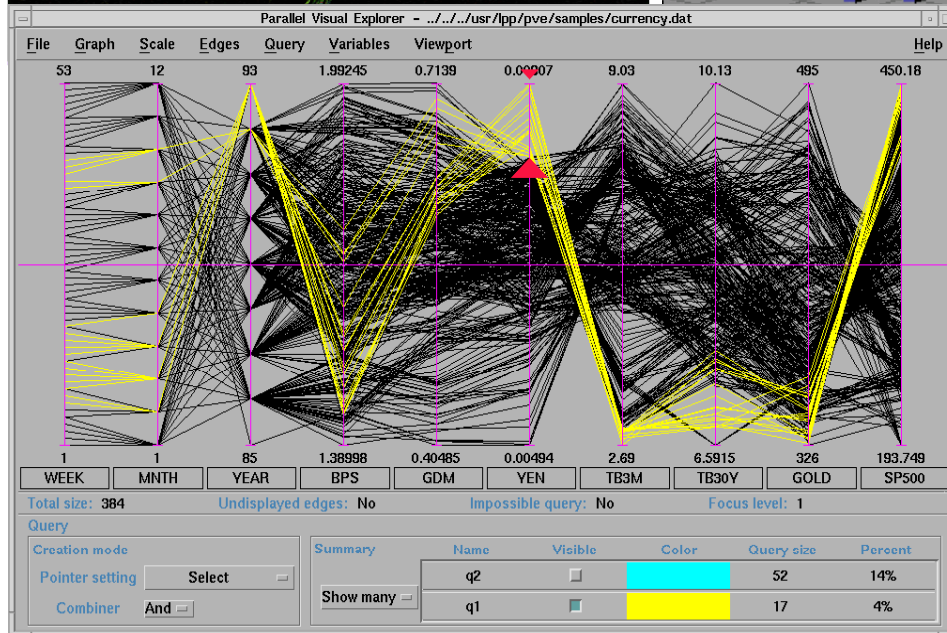 Parallel Visual Explorer - ../../../usr/lpp/pve/samples/currency.dat
File Graph Scale Edges Query Variables Viewport Help
53 12 93 1.99245 0.7139 0.00907 9.03 10.13 495 450.18
1 1 85 1.38998 0.40485 0.00494 2.69 6.5915 326 193.749
WEEK MNTH YEAR BPS GDM YEN TB3M TB30Y GOLD SP500
Total size: 384 Undisplayed edges: No Impossible query: No Focus level: 1
Query
Creation mode Summary Name Visible Color Query size Percent
Pointer setting Select q2 52 14%
Combiner And Show many q1 17 4%